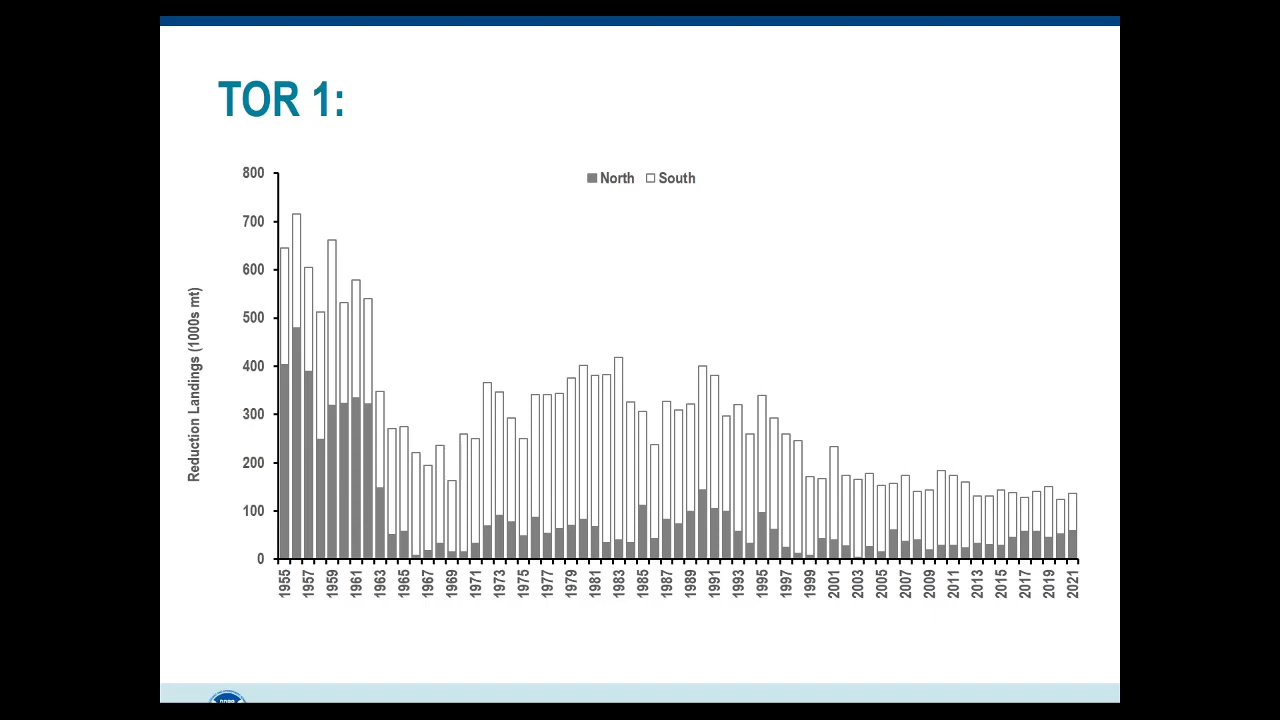 TOR 1:
North South
Reduction Landings (1000s mt)
800
700
600
500
400
300
200
100
0
1955 1957 1959 1961 1963 1965 1967 1969 1971 1973 1975 1977 1979 1981 1983 1985 1987 1989 1991 1993 1995 1997 1999 2001 2003 2005 2007 2009 2011 2013 2015 2017 2019 2021